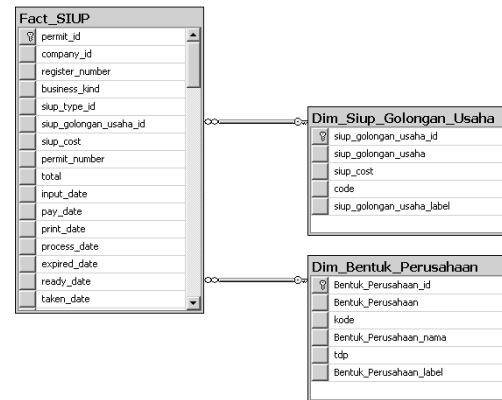 Fact_SIUP
permit_id
company_id
register_number
business_kind
siup_type_id
siup_golongan_usaha_id
siup_cost
permit_number
total
input_date
pay_date
print_date
process_date
expired_date
ready_date
taken_date
Dim_Siup_Golongan_Usaha
siup_golongan_usaha_id
siup_golongan_usaha
siup_cost
code
siup_golongan_usaha_label
Dim_Bentuk_Perusahaan
Bentuk_Perusahaan_id
Bentuk_Perusahaan
kode
Bentuk_Perusahaan_nama
tdp
Bentuk_Perusahaan_label